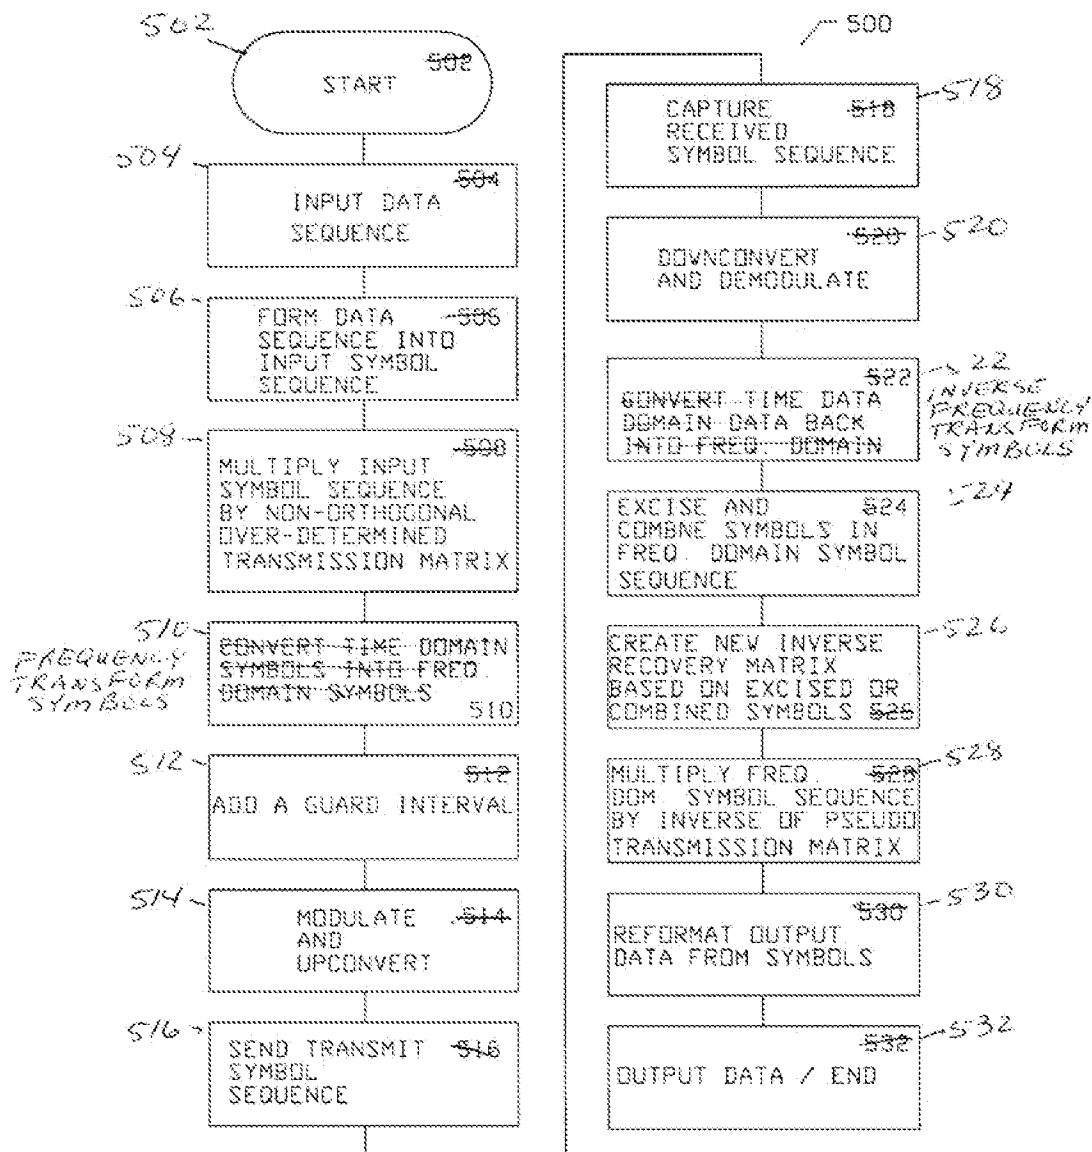 502
502
START
504
504
INPUT DATA
SEQUENCE
506
FORM DATA 506
SEQUENCE INTO
INPUT SYMBOL
SEQUENCE
508
508
MULTIPLY INPUT
SYMBOL SEQUENCE
BY NON-ORTHOGONAL
OVER-DETERMINED
TRANSMISSION MATRIX
510
FREQUENCY
TRANSFORM
SYMBOLS
CONVERT TIME DOMAIN
SYMBOLS INTO FREQ.
DOMAIN SYMBOLS
510
512
512
ADD A GUARD INTERVAL
514
MODULATE 514
AND
UPCONVERT
516
SEND TRANSMIT 516
SYMBOL
SEQUENCE
500
518
CAPTURE 518
RECEIVED
SYMBOL SEQUENCE
520
520
DOWNCONVERT
AND DEMODULATE
522
CONVERT TIME DATA
DOMAIN DATA BACK
INTO FREQ. DOMAIN
22
INVERSE
FREQUENCY
TRANSFORM
SYMBOLS
524
EXCISE AND 524
COMBNE SYMBOLS IN
FREQ. DOMAIN SYMBOL
SEQUENCE
526
CREATE NEW INVERSE
RECOVERY MATRIX
BASED ON EXCISED OR
COMBINED SYMBOLS 526
528
MULTIPLY FREQ. 528
DOM. SYMBOL SEQUENCE
BY INVERSE OF PSEUDO
TRANSMISSION MATRIX
530
530
REFORMAT OUTPUT
DATA FROM SYMBOLS
532
532
OUTPUT DATA / END